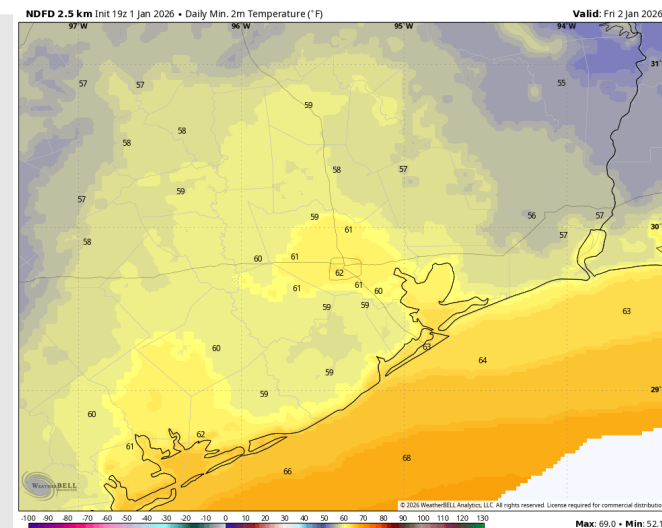 NDFD 2.5 km Init 19z 1 Jan 2026 • Daily Min. 2m Temperature (°F) Valid: Fri 2 Jan 2026
97°W 96°W 95°W 94°W
31°
57 57 55
59
58
58
58 57
59
57
59 56 57
61 57 30°
58
60 61
62
61 61 60
59 59 63
60 63
64
59
29°
59
60
62
61
66 68
WEATHERBELL
© 2026 WeatherBELL Analytics, LLC. All rights reserved. License required for commercial distributio
-100 -90 -80 -70 -60 -50 -40 -30 -20 -10 0 10 20 30 40 50 60 70 80 90 100 110 120 130
Max: 69.0 • Min: 52.1